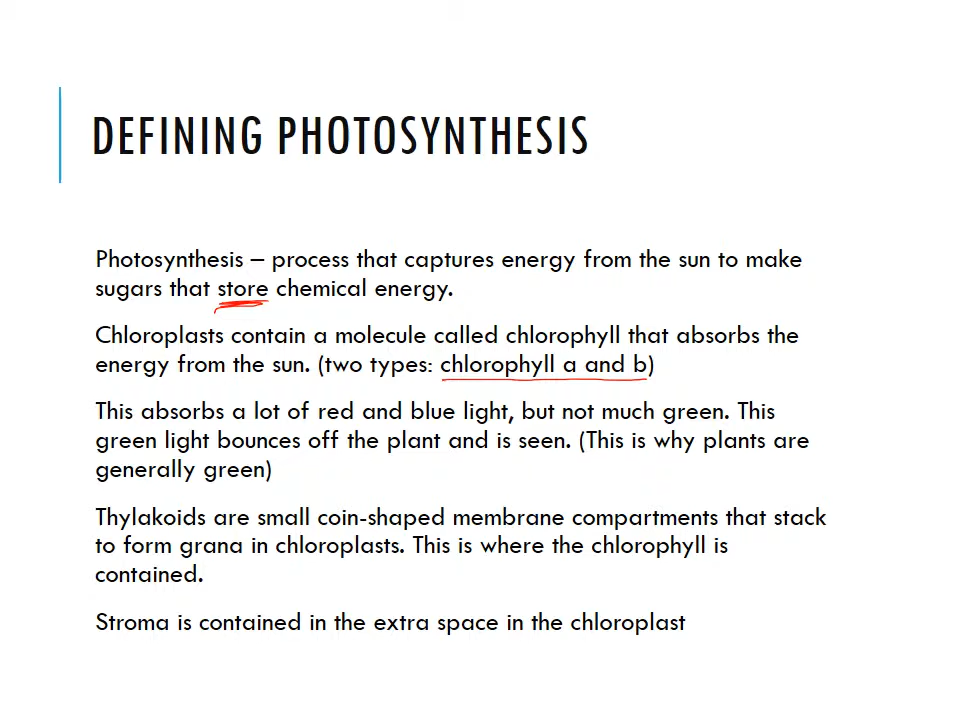 DEFINING PHOTOSYNTHESIS
Photosynthesis – process that captures energy from the sun to make
sugars that store chemical energy.
Chloroplasts contain a molecule called chlorophyll that absorbs the
energy from the sun. (two types: chlorophyll a and b)
This absorbs a lot of red and blue light, but not much green. This
green light bounces off the plant and is seen. (This is why plants are
generally green)
Thylakoids are small coin-shaped membrane compartments that stack
to form grana in chloroplasts. This is where the chlorophyll is
contained.
Stroma is contained in the extra space in the chloroplast